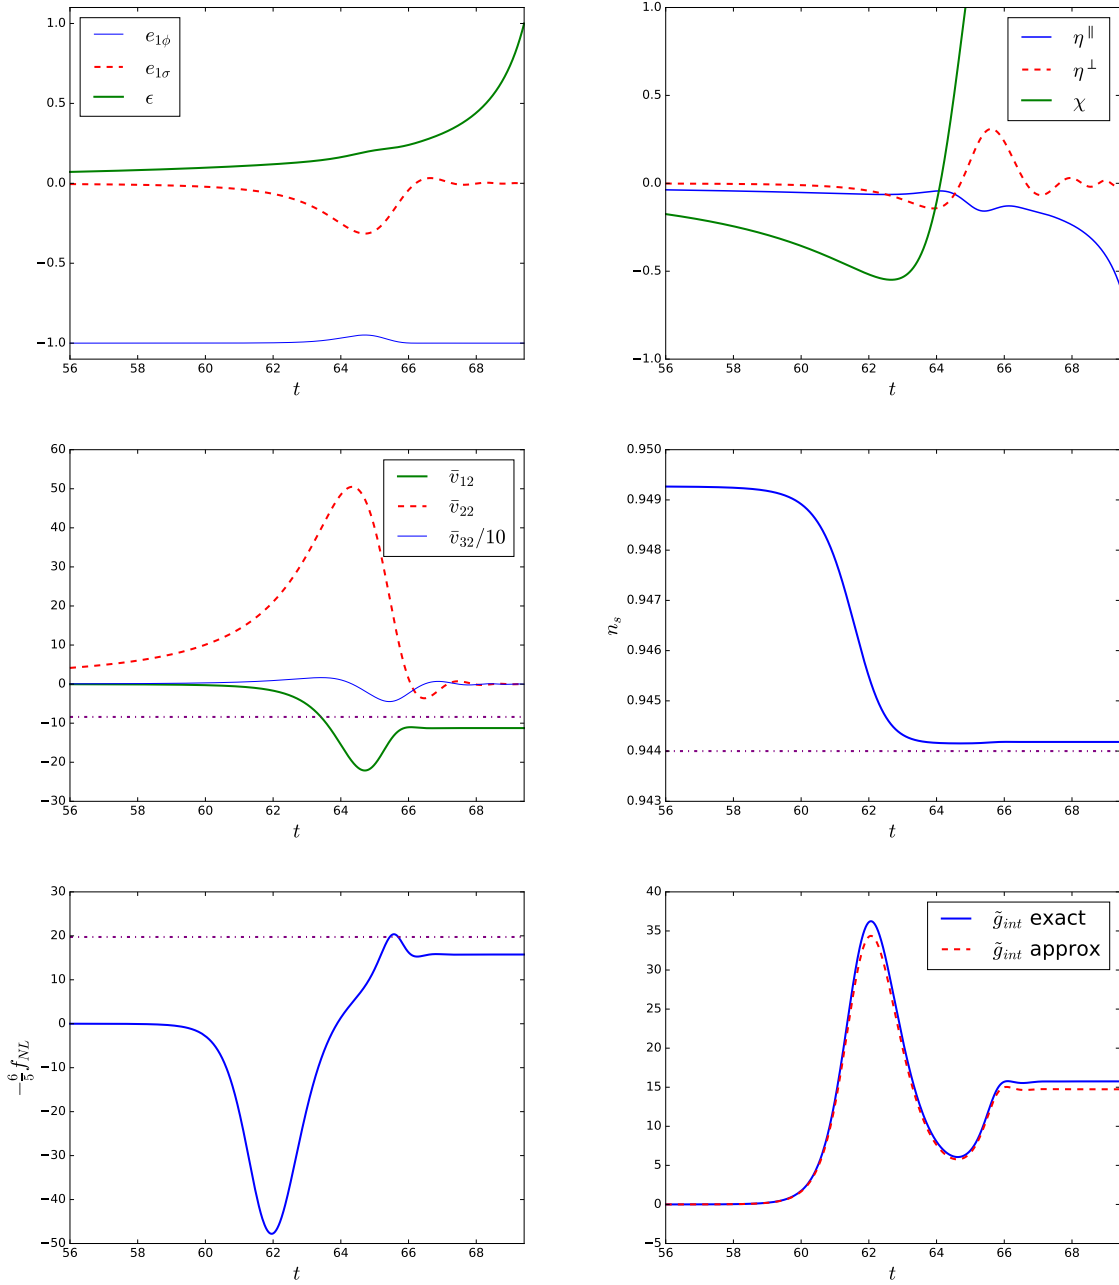 1.0
0.5
0.0
−0.5
−1.0
56 58 60 62 64 66 68
t
e1ϕ
e1σ
ϵ
1.0
0.5
0.0
−0.5
−1.0
56 58 60 62 64 66 68
t
η∥
η⊥
χ
60
50
40
30
20
10
0
−10
−20
−30
56 58 60 62 64 66 68
t
v̄12
v̄22
v̄32/10
0.950
0.949
0.948
0.947
0.946
0.945
0.944
0.943
ns
56 58 60 62 64 66 68
t
30
20
10
0
−10
−20
−30
−40
−50
−6/5 fNL
56 58 60 62 64 66 68
t
40
35
30
25
20
15
10
5
0
−5
56 58 60 62 64 66 68
t
g̃int exact
g̃int approx